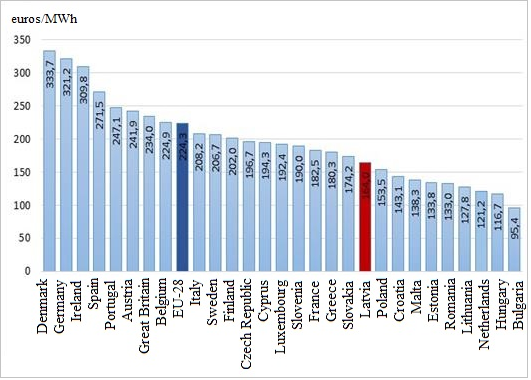 euros/MWh
350
300
250
200
150
100
50
0
333,7
321,2
309,8
271,5
247,1
241,9
234,0
224,9
224,3
208,2
206,7
202,0
196,7
194,3
192,4
190,0
182,5
180,3
174,2
153,5
143,1
138,3
133,8
133,0
127,8
121,2
116,7
95,4
Denmark
Germany
Ireland
Spain
Portugal
Austria
Great Britain
Belgium
EU-28
Italy
Sweden
Finland
Czech Republic
Cyprus
Luxembourg
Slovenia
France
Greece
Slovakia
Latvia
Poland
Croatia
Malta
Estonia
Romania
Lithuania
Netherlands
Hungary
Bulgaria